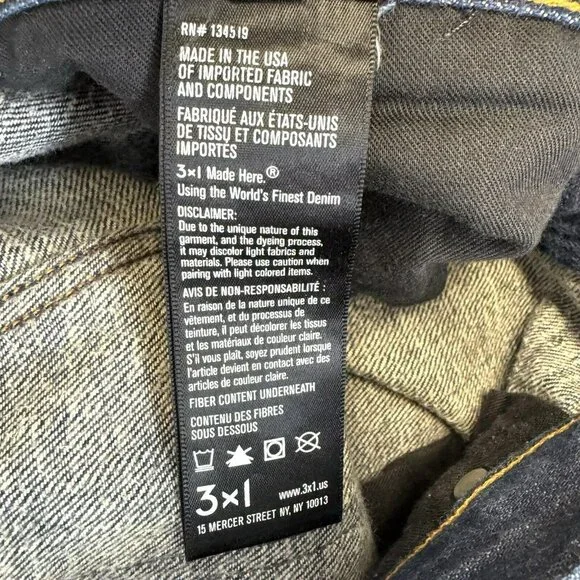 RN# 134519
MADE IN THE USA
OF IMPORTED FABRIC
AND COMPONENTS
FABRIQUÉ AUX ÉTATS-UNIS
DE TISSU ET COMPOSANTS
IMPORTÉS
3×1 Made Here.®
Using the World's Finest Denim
DISCLAIMER:
Due to the unique nature of this
garment, and the dyeing process,
it may discolor light fabrics and
materials. Please use caution when
pairing with light colored items.
AVIS DE NON-RESPONSABILITÉ :
En raison de la nature unique de ce
vêtement, et du processus de
teinture, il peut décolorer les tissus
et les matériaux de couleur claire.
S'il vous plaît, soyez prudent lorsque
l'article devient en contact avec des
articles de couleur claire.
FIBER CONTENT UNDERNEATH
CONTENU DES FIBRES
SOUS DESSOUS
3×1 www.3x1.us
15 MERCER STREET NY, NY 10013